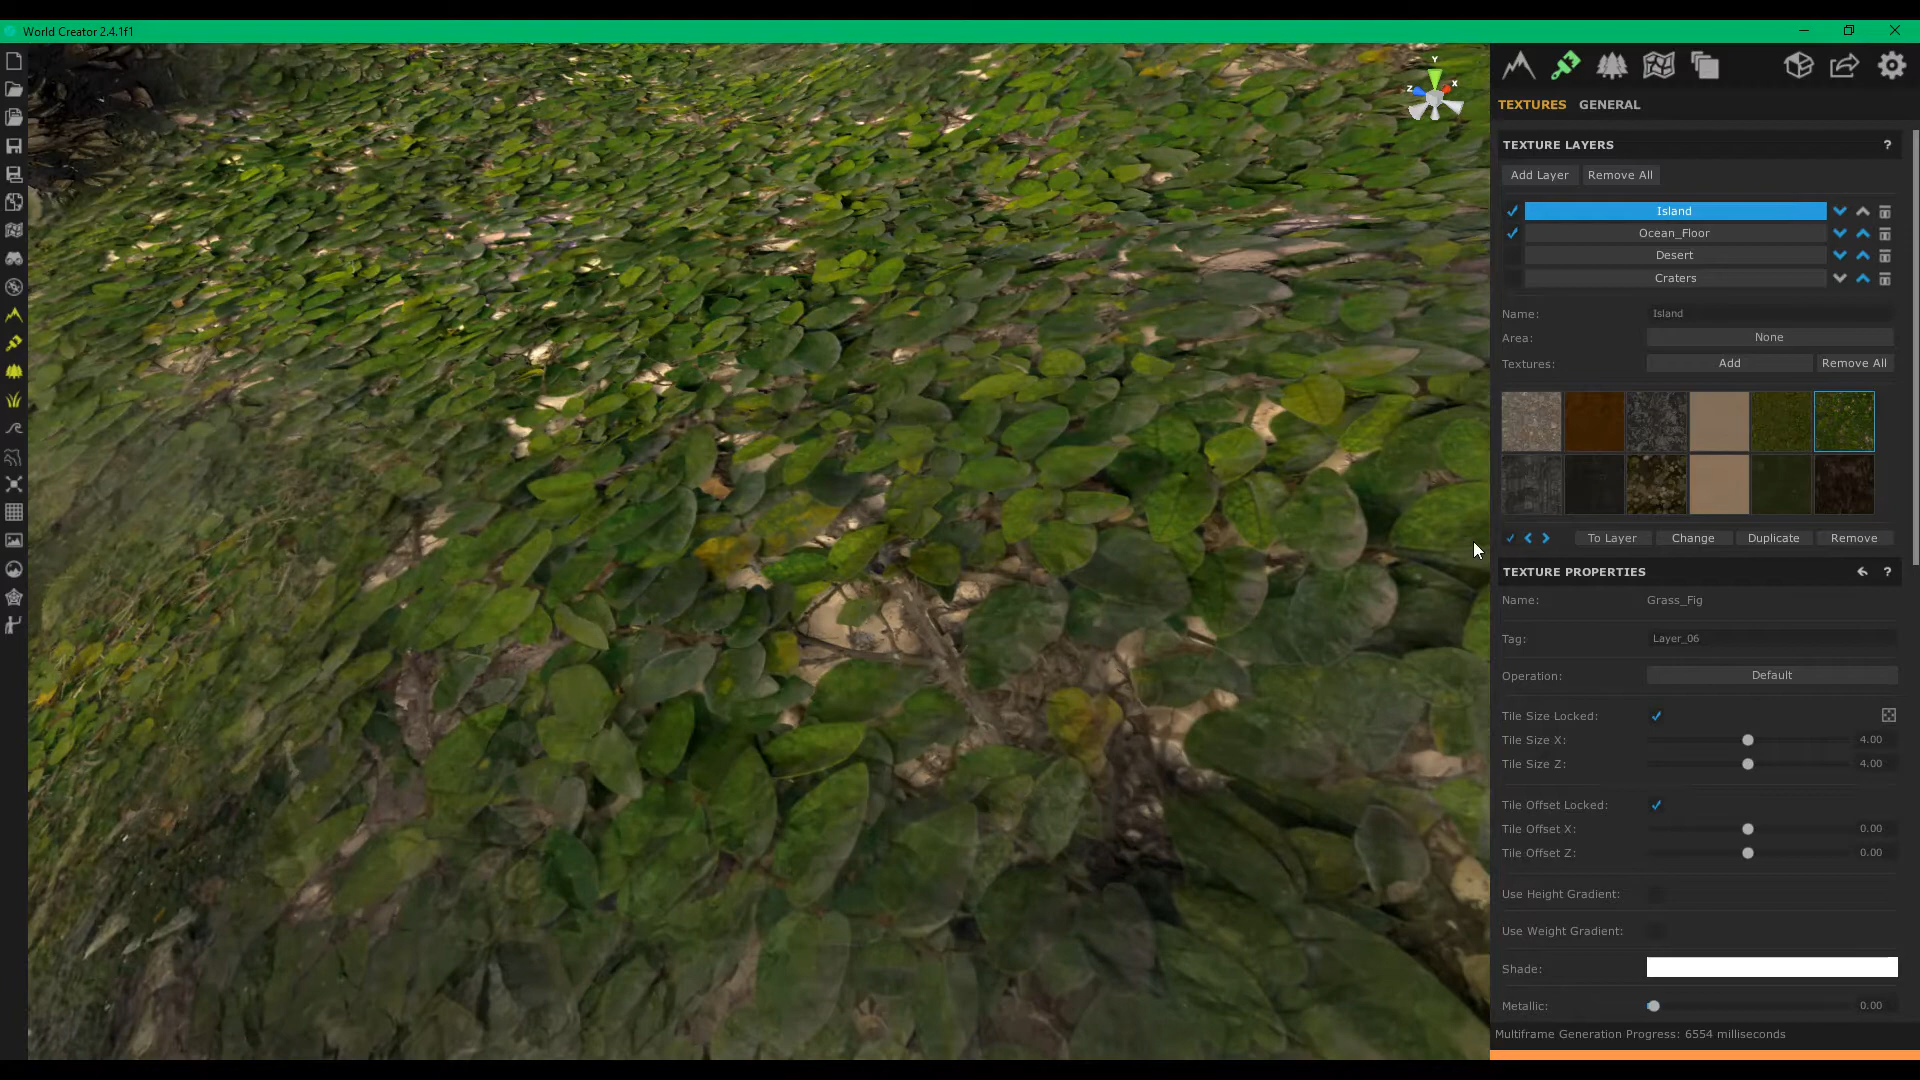 World Creator 2.4.1f1
Y
X
Z
TEXTURES GENERAL
TEXTURE LAYERS ?
Add Layer Remove All
Island
Ocean_Floor
Desert
Craters
Name: Island
Area: None
Textures: Add Remove All
To Layer Change Duplicate Remove
TEXTURE PROPERTIES ?
Name: Grass_Fig
Tag: Layer_06
Operation: Default
Tile Size Locked:
Tile Size X: 4.00
Tile Size Z: 4.00
Tile Offset Locked:
Tile Offset X: 0.00
Tile Offset Z: 0.00
Use Height Gradient:
Use Weight Gradient:
Shade:
Metallic: 0.00
Multiframe Generation Progress: 6554 milliseconds